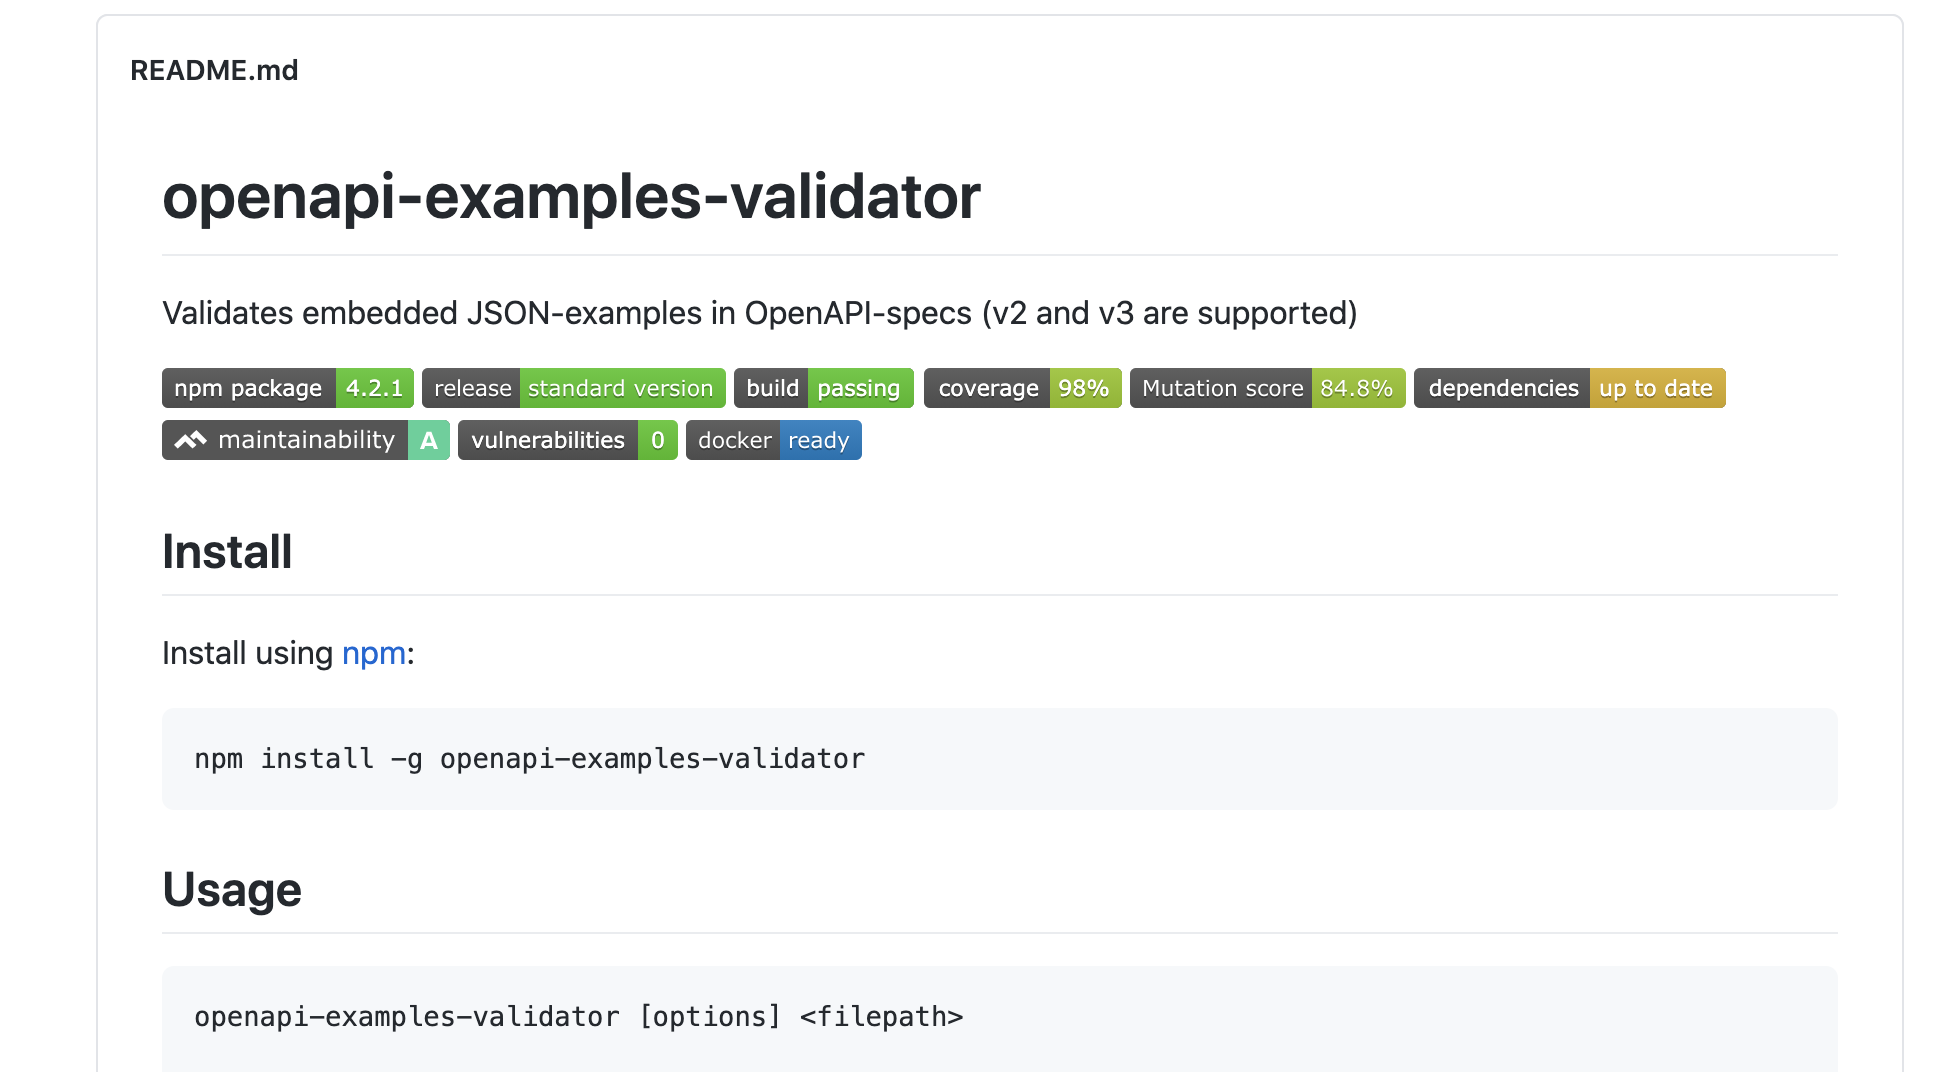 README.md
openapi-examples-validator
Validates embedded JSON-examples in OpenAPI-specs (v2 and v3 are supported)
npm package 4.2.1 release standard version build passing coverage 98% Mutation score 84.8% dependencies up to date
maintainability A vulnerabilities 0 docker ready
Install
Install using npm:
npm install -g openapi-examples-validator
Usage
openapi-examples-validator [options] <filepath>